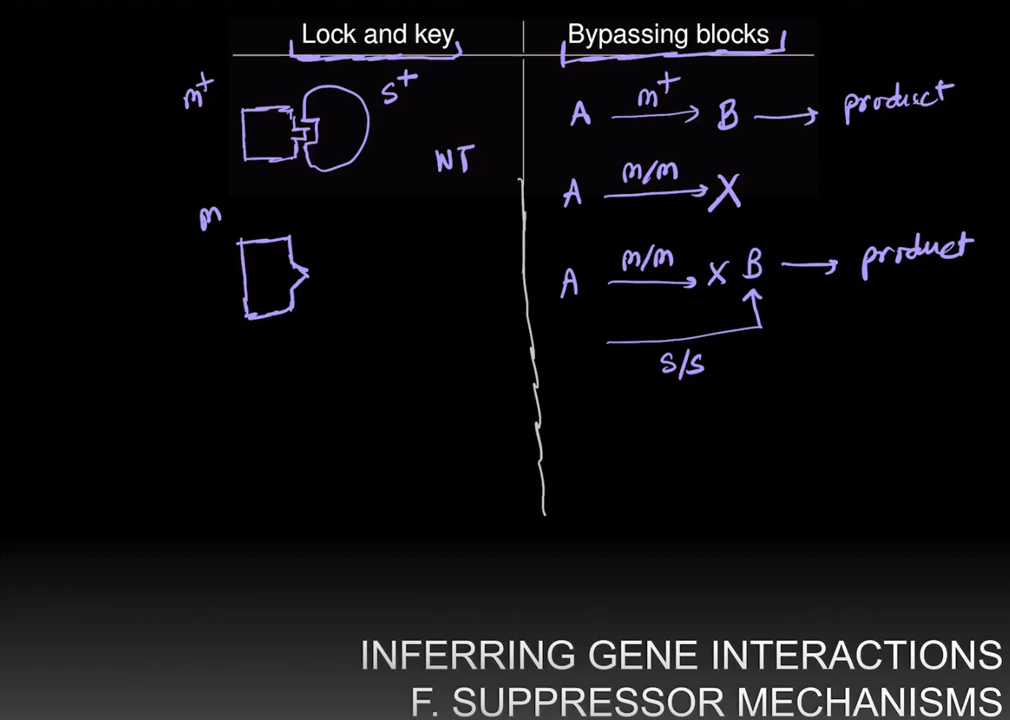 Lock and key
Bypassing blocks
m+
s+
WT
m
A m+ B product
A m/m X
A m/m X B product
s/s
INFERRING GENE INTERACTIONS
F. SUPPRESSOR MECHANISMS